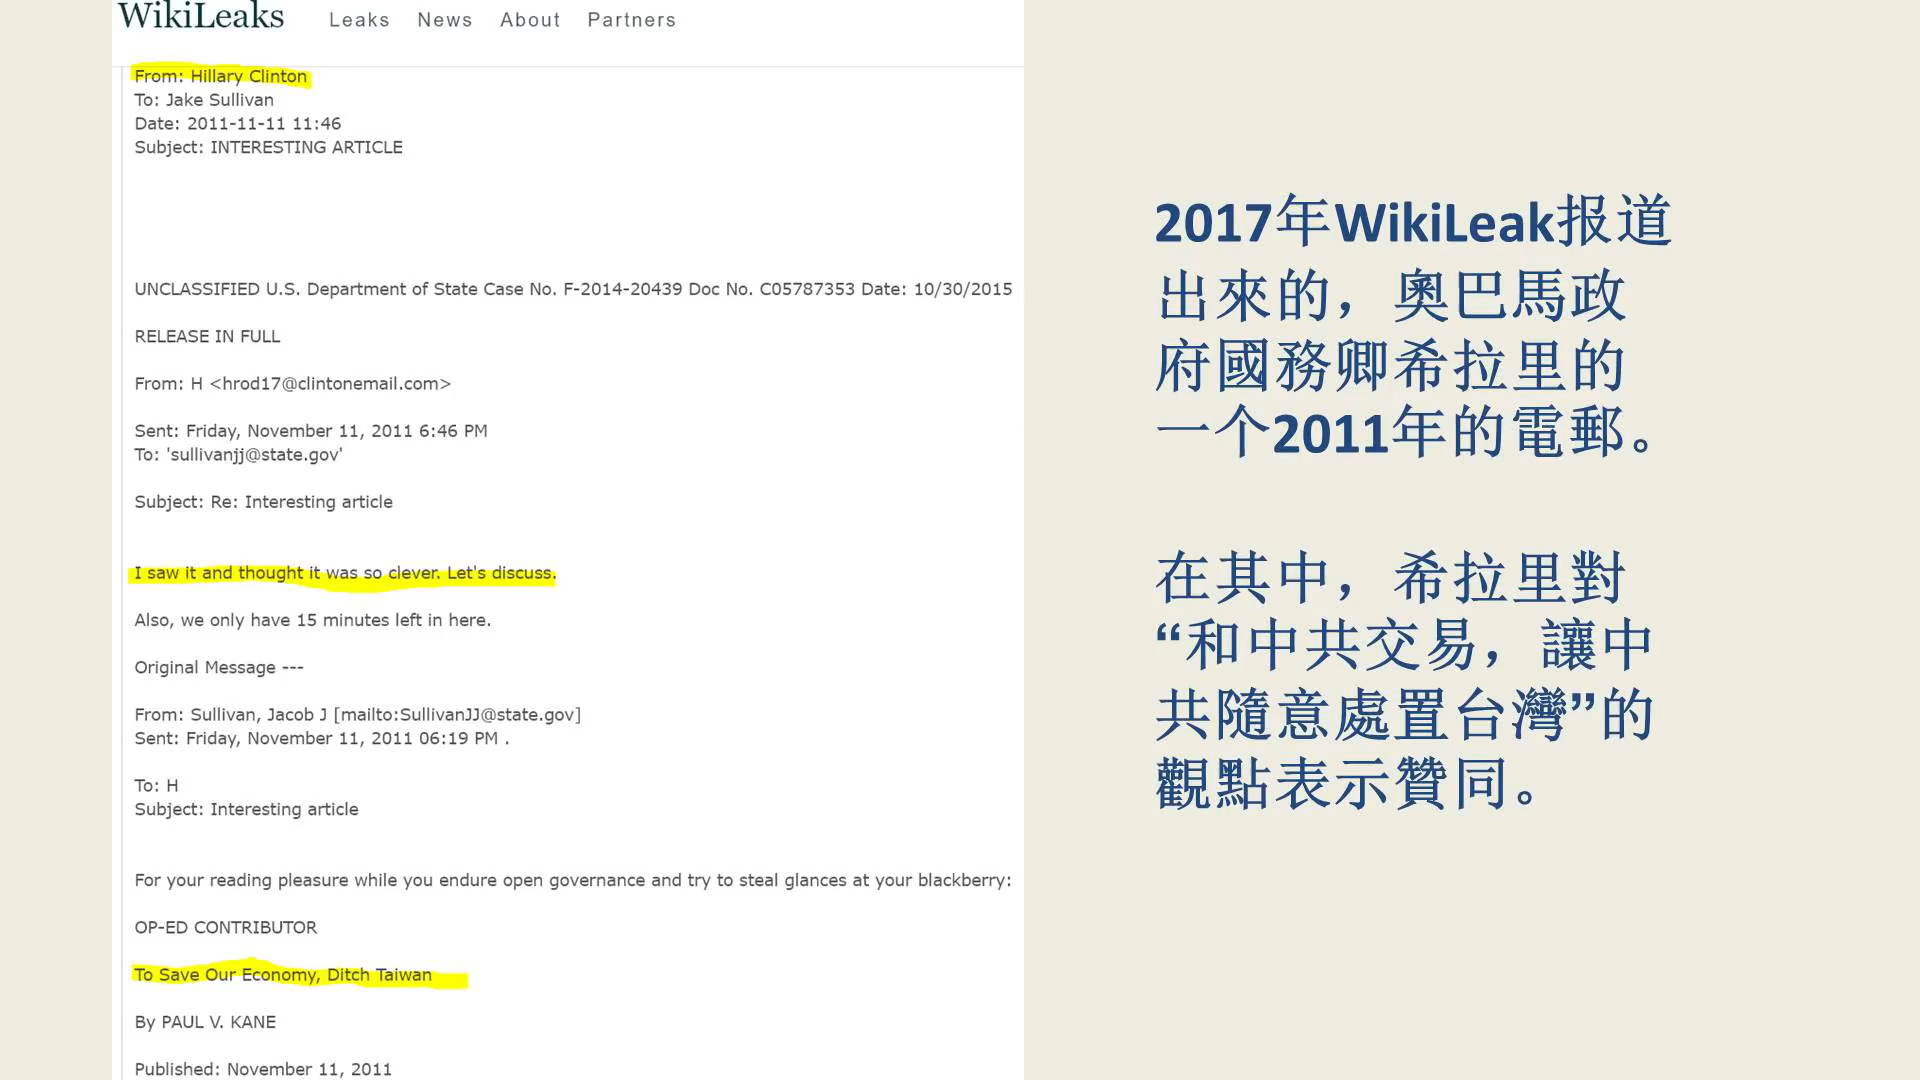 WikiLeaks Leaks News About Partners
From: Hillary Clinton
To: Jake Sullivan
Date: 2011-11-11 11:46
Subject: INTERESTING ARTICLE
UNCLASSIFIED U.S. Department of State Case No. F-2014-20439 Doc No. C05787353 Date: 10/30/2015
RELEASE IN FULL
From: H <hrod17@clintonemail.com>
Sent: Friday, November 11, 2011 6:46 PM
To: 'sullivanjj@state.gov'
Subject: Re: Interesting article
I saw it and thought it was so clever. Let's discuss.
Also, we only have 15 minutes left in here.
Original Message ---
From: Sullivan, Jacob J [mailto:SullivanJJ@state.gov]
Sent: Friday, November 11, 2011 06:19 PM .
To: H
Subject: Interesting article
For your reading pleasure while you endure open governance and try to steal glances at your blackberry:
OP-ED CONTRIBUTOR
To Save Our Economy, Ditch Taiwan
By PAUL V. KANE
Published: November 11, 2011
2017年WikiLeak报道
出來的，奧巴馬政
府國務卿希拉里的
一个2011年的電郵。
在其中，希拉里對
“和中共交易，讓中
共隨意處置台灣”的
觀點表示贊同。